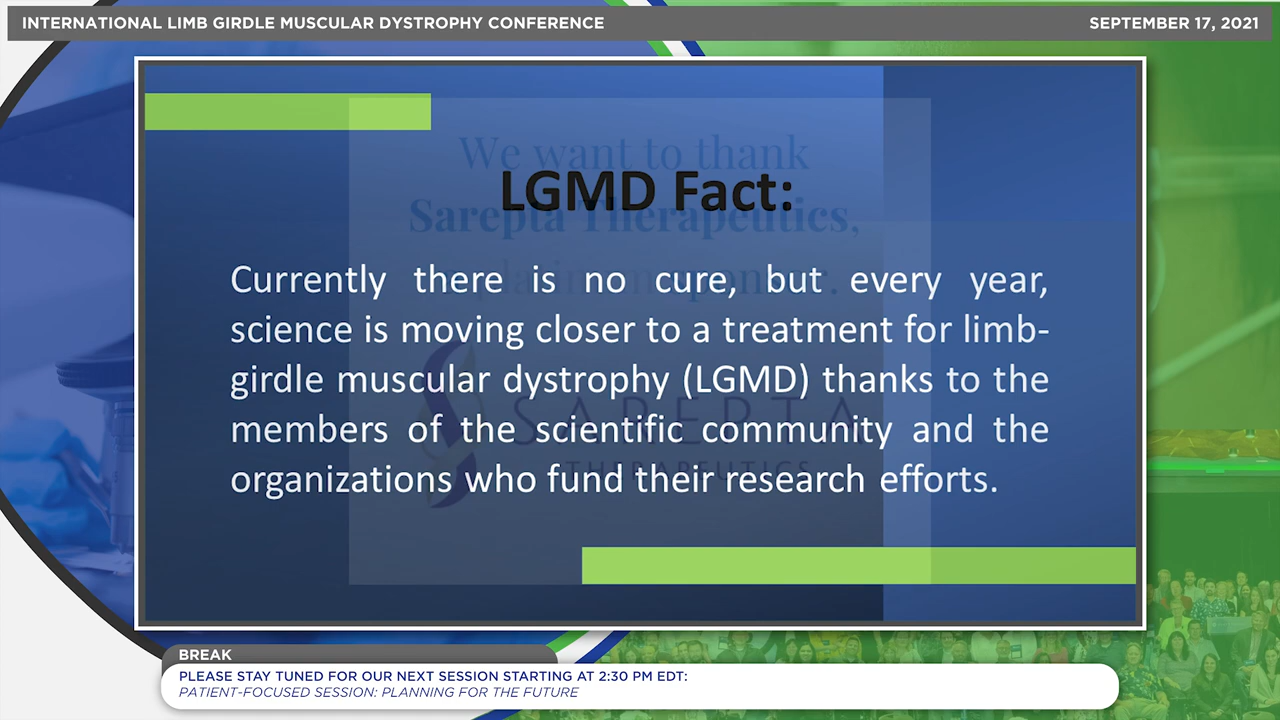 INTERNATIONAL LIMB GIRDLE MUSCULAR DYSTROPHY CONFERENCE
SEPTEMBER 17, 2021
We want to thank
LGMD Fact:
Sarepta Therapeutics,
Currently there is no cure, but every year,
science is moving closer to a treatment for limb-
girdle muscular dystrophy (LGMD) thanks to the
members of the scientific community and the
SAREPTA
THERAPEUTICS
organizations who fund their research efforts.
BREAK
PLEASE STAY TUNED FOR OUR NEXT SESSION STARTING AT 2:30 PM EDT:
PATIENT-FOCUSED SESSION: PLANNING FOR THE FUTURE